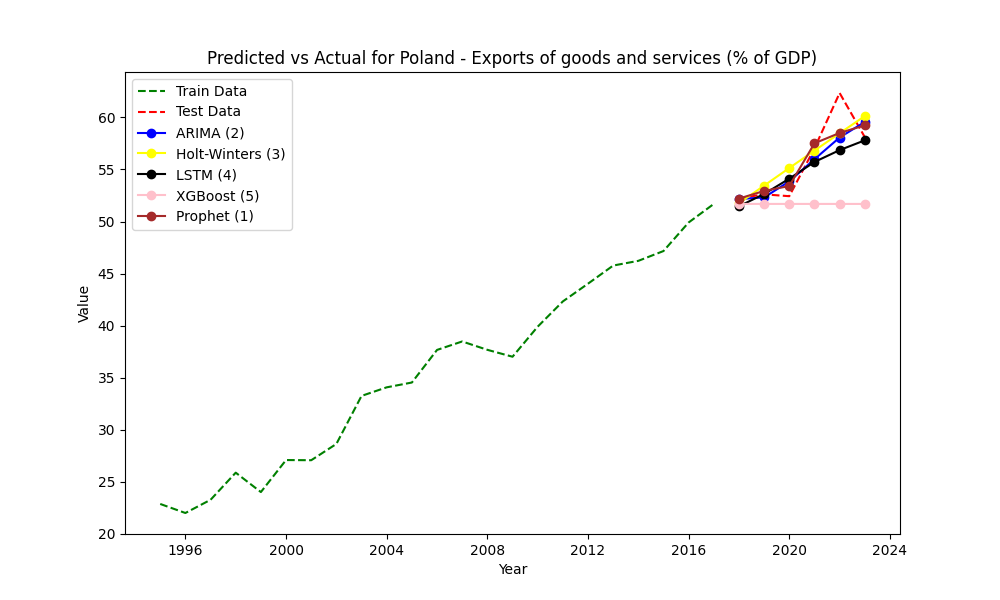 Predicted vs Actual for Poland - Exports of goods and services (% of GDP)
Train Data
Test Data
ARIMA (2)
Holt-Winters (3)
LSTM (4)
XGBoost (5)
Prophet (1)
Value
60
55
50
45
40
35
30
25
20
1996 2000 2004 2008 2012 2016 2020 2024
Year